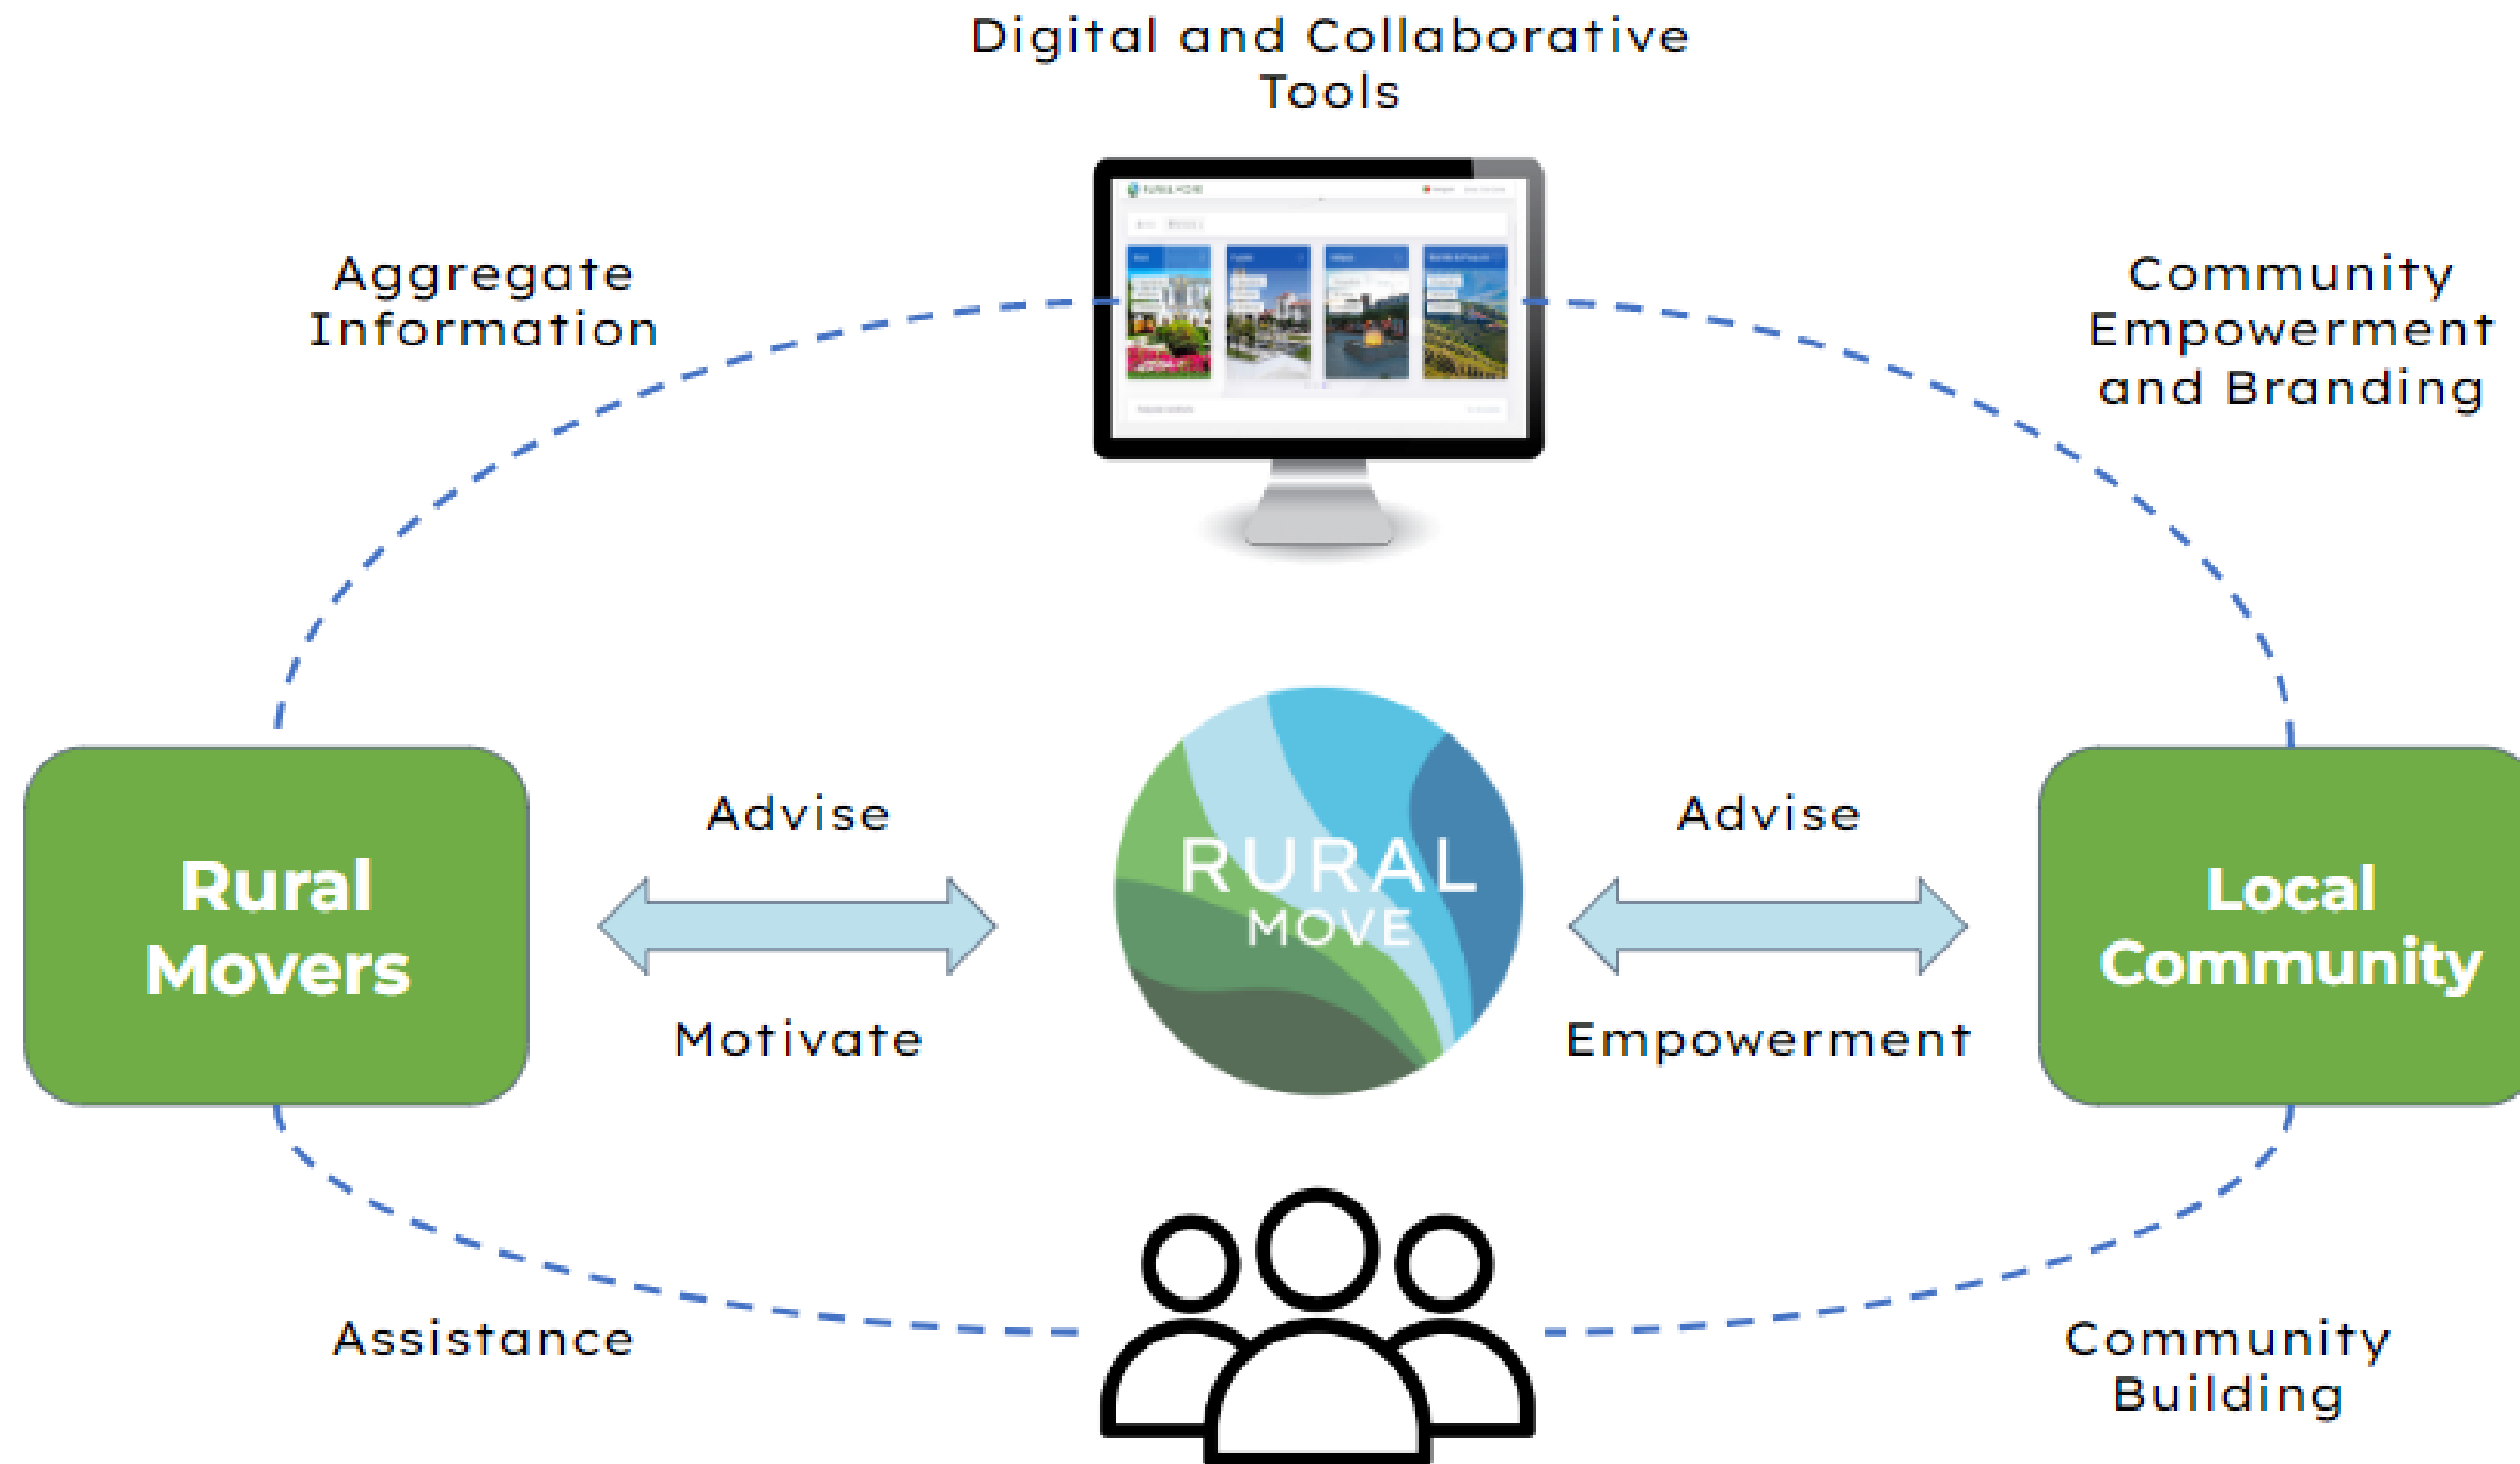 Digital and Collaborative
Tools
Aggregate
Information
Community
Empowerment
and Branding
Advise
Advise
RURAL
MOVE
Rural
Movers
Local
Community
Motivate
Empowerment
Assistance
Community
Building